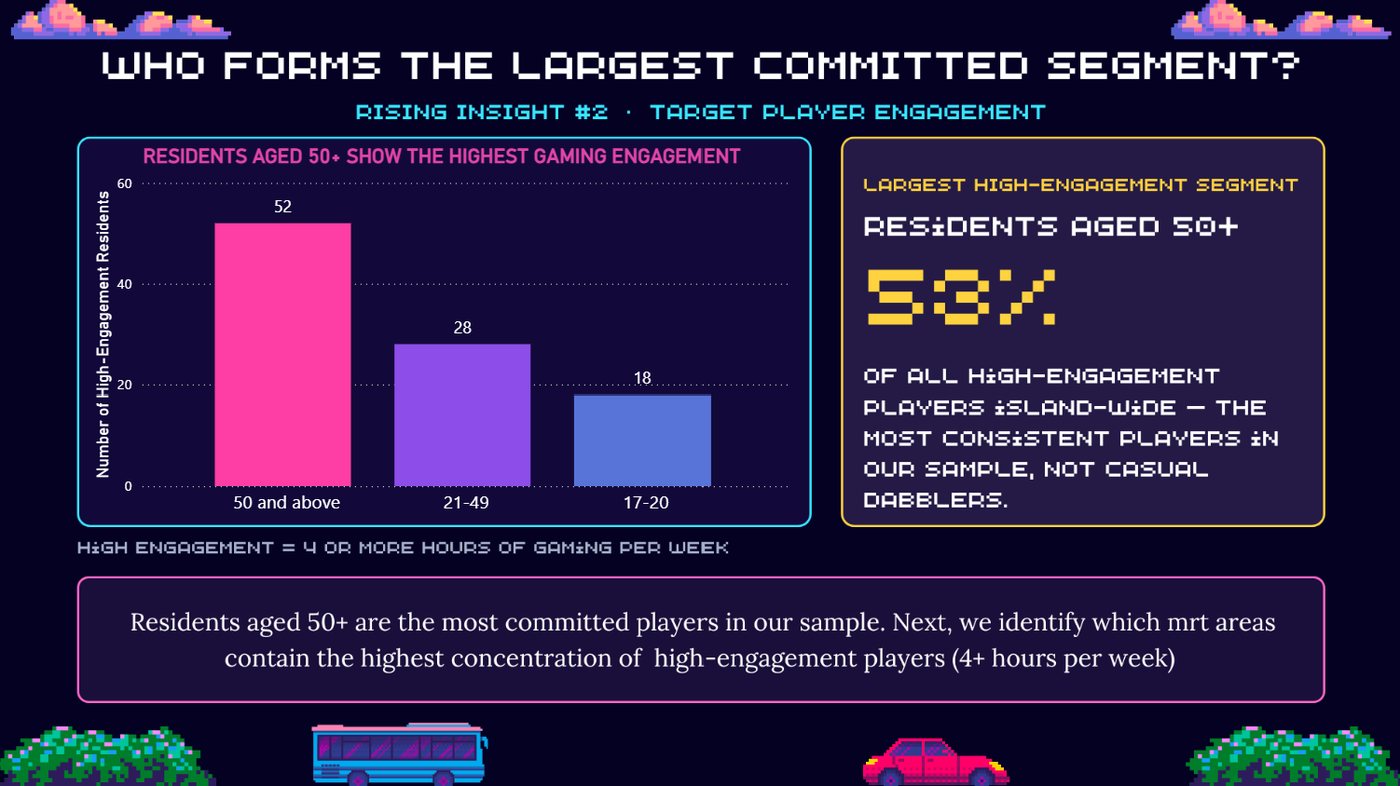 WHO FORMS THE LARGEST COMMITTED SEGMENT?
RISING INSIGHT #2 · TARGET PLAYER ENGAGEMENT
RESIDENTS AGED 50+ SHOW THE HIGHEST GAMING ENGAGEMENT
Number of High-Engagement Residents
60
40
20
0
52
28
18
50 and above
21-49
17-20
LARGEST HIGH-ENGAGEMENT SEGMENT
RESiDENTS AGED 50+
53%
OF ALL HiGH-ENGAGEMENT
PLAYERS iSLAND-WiDE — THE
MOST CONSiSTENT PLAYERS iN
OUR SAMPLE, NOT CASUAL
DABBLERS.
HiGH ENGAGEMENT = 4 OR MORE HOURS OF GAMiNG PER WEEK
Residents aged 50+ are the most committed players in our sample. Next, we identify which mrt areas
contain the highest concentration of  high-engagement players (4+ hours per week)